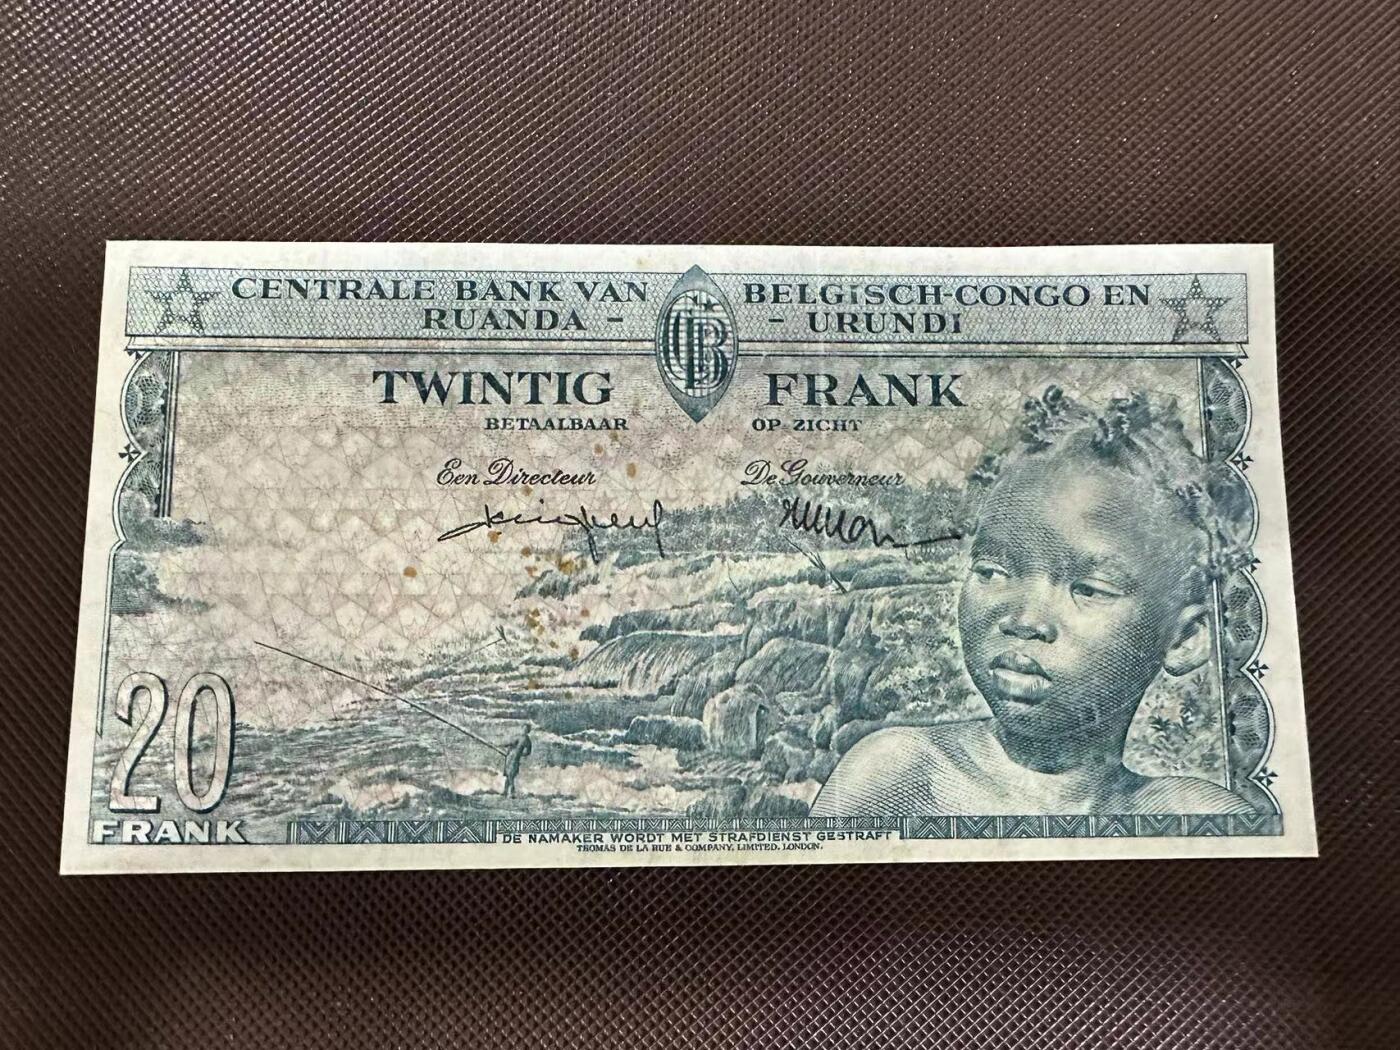 CENTRALE BANK VAN BELGISCH-CONGO EN
RUANDA - - URUNDI
CB
TWINTIG FRANK
BETAALBAAR OP ZICHT
Een Directeur De Gouverneur
20
FRANK
DE NAMAKER WORDT MET STRAFDIENST GESTRAFT
THOMAS DE LA RUE & COMPANY, LIMITED, LONDON.